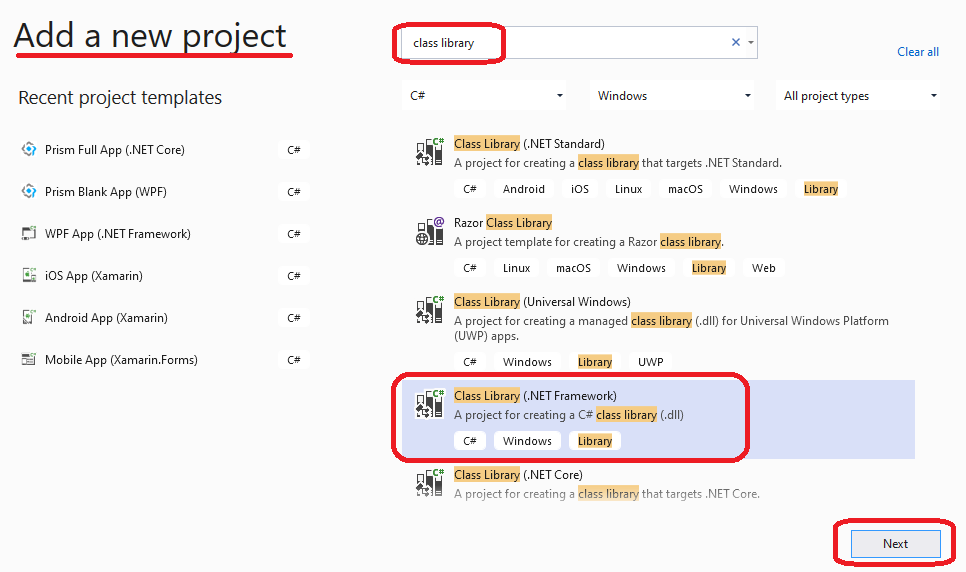 Add a new project
class library
Clear all
Recent project templates
C#
Windows
All project types
Prism Full App (.NET Core)
C#
Prism Blank App (WPF)
C#
WPF App (.NET Framework)
C#
iOS App (Xamarin)
C#
Android App (Xamarin)
C#
Mobile App (Xamarin.Forms)
C#
Class Library (.NET Standard)
A project for creating a class library that targets .NET Standard.
C# Android iOS Linux macOS Windows Library
Razor Class Library
A project template for creating a Razor class library.
C# Linux macOS Windows Library Web
Class Library (Universal Windows)
A project for creating a managed class library (.dll) for Universal Windows Platform
(UWP) apps.
C# Windows Library UWP
Class Library (.NET Framework)
A project for creating a C# class library (.dll)
C# Windows Library
Class Library (.NET Core)
A project for creating a class library that targets .NET Core.
Next